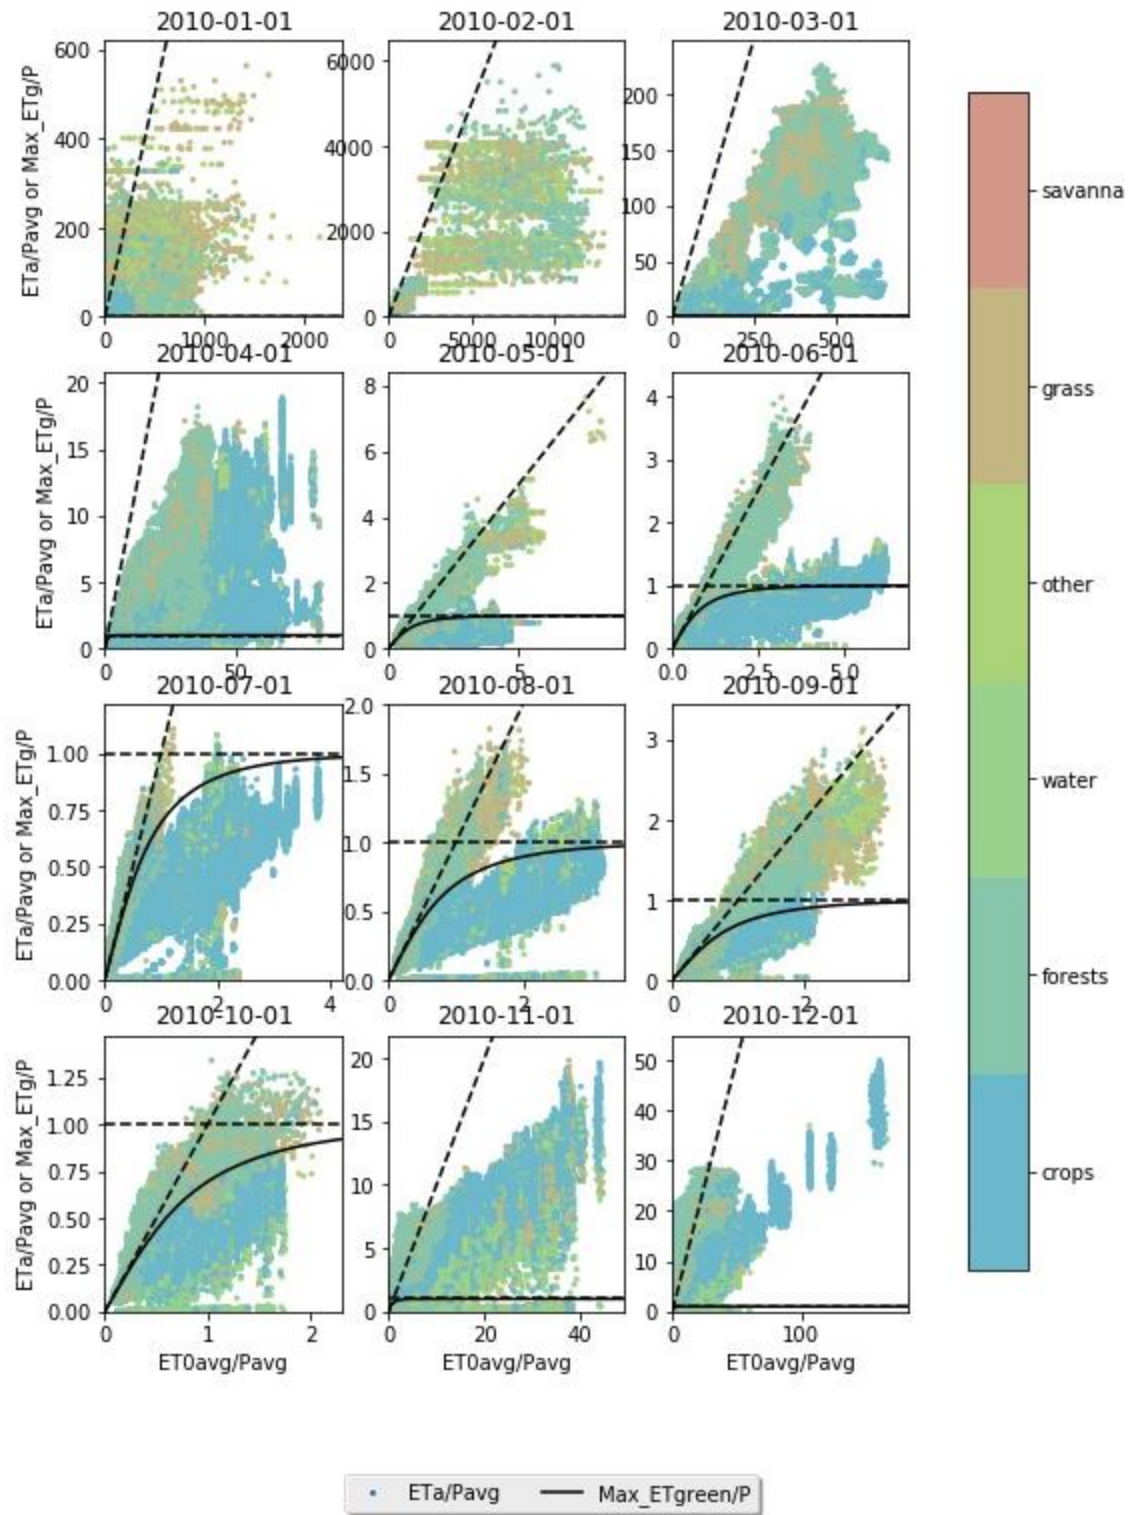 2010-01-01 2010-02-01 2010-03-01
ETa/Pavg or Max_ETg/P
600
400
200
0
0 1000 2000
6000
4000
2000
0
0 5000 10000
200
150
100
50
0
0 250 500
savanna
grass
other
water
forests
crops
2010-04-01 2010-05-01 2010-06-01
ETa/Pavg or Max_ETg/P
20
15
10
5
0
0 50
8
6
4
2
0
0 5
4
3
2
1
0
0.0 2.5 5.0
2010-07-01 2010-08-01 2010-09-01
ETa/Pavg or Max_ETg/P
1.00
0.75
0.50
0.25
0.00
0 2 4
2.0
1.5
1.0
0.5
0.0
0 2
3
2
1
0
0 2
2010-10-01 2010-11-01 2010-12-01
ETa/Pavg or Max_ETg/P
1.25
1.00
0.75
0.50
0.25
0.00
0 1 2
20
15
10
5
0
0 20 40
50
40
30
20
10
0
0 100
ET0avg/Pavg ET0avg/Pavg ET0avg/Pavg
ETa/Pavg Max_ETgreen/P